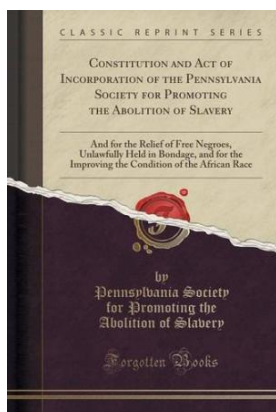 CLASSIC REPRINT SERIES
CONSTITUTION AND ACT OF
INCORPORATION OF THE PENNSYLVANIA
SOCIETY FOR PROMOTING
THE ABOLITION OF SLAVERY
And for the Relief of Free Negroes,
Unlawfully Held in Bondage, and for the
Improving the Condition of the African Race
by
Pennsylvania Society
for Promoting the
Abolition of Slavery
Forgotten Books